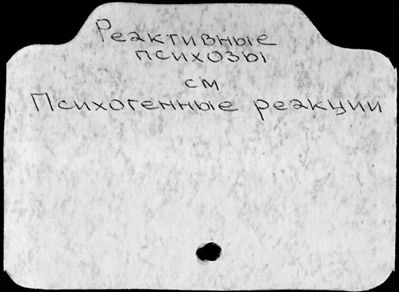 Реактивные
психозы
см
Психогенные реакции